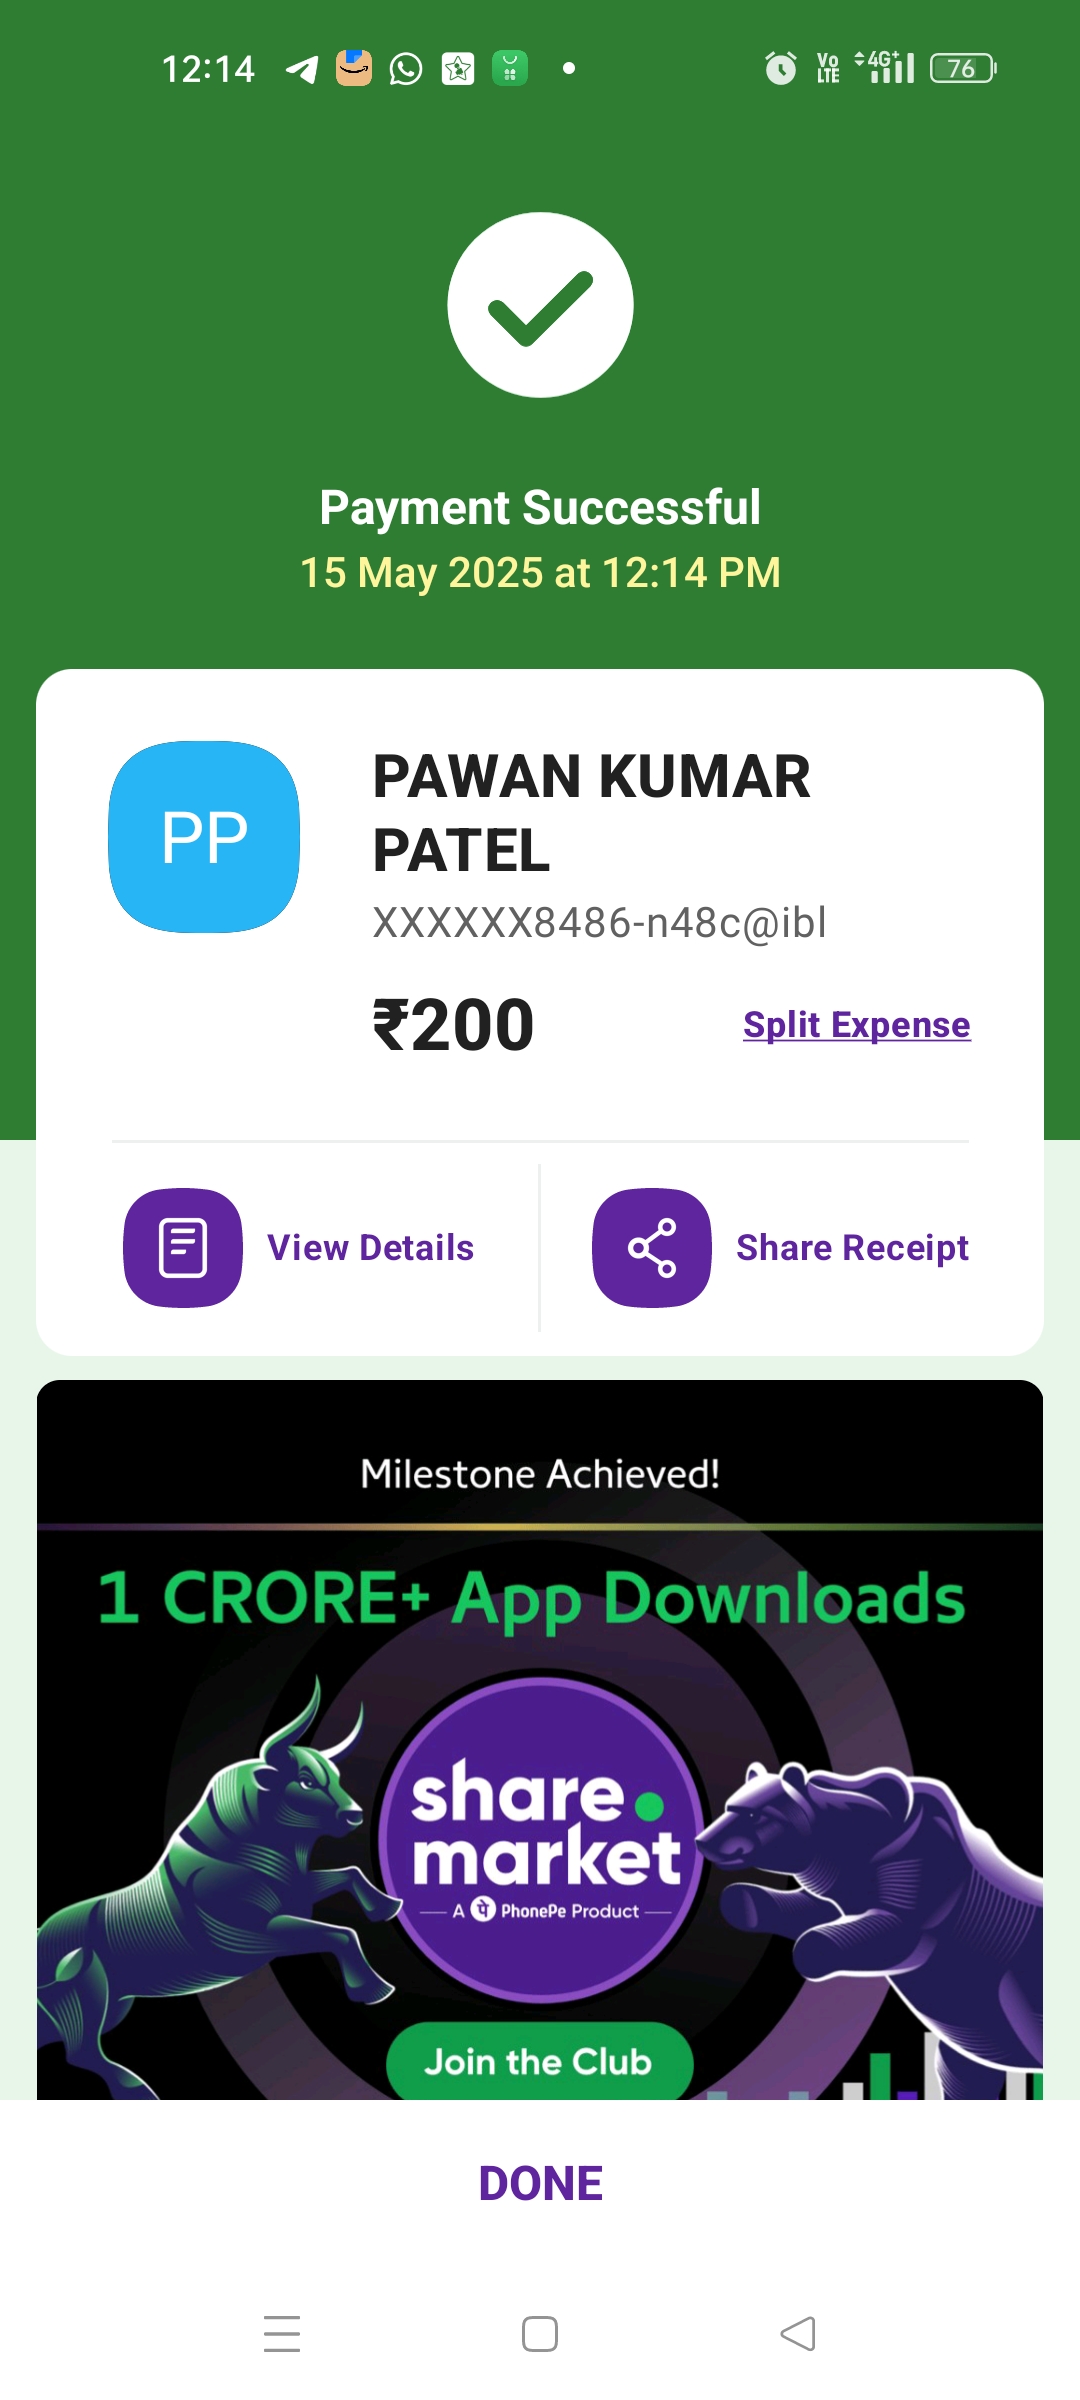 12:14
Vo
LTE
4G+
76
Payment Successful
15 May 2025 at 12:14 PM
PP
PAWAN KUMAR
PATEL
XXXXXX8486-n48c@ibl
₹200
Split Expense
View Details
Share Receipt
Milestone Achieved!
1 CRORE+ App Downloads
share.
market
A पे PhonePe Product
Join the Club
DONE